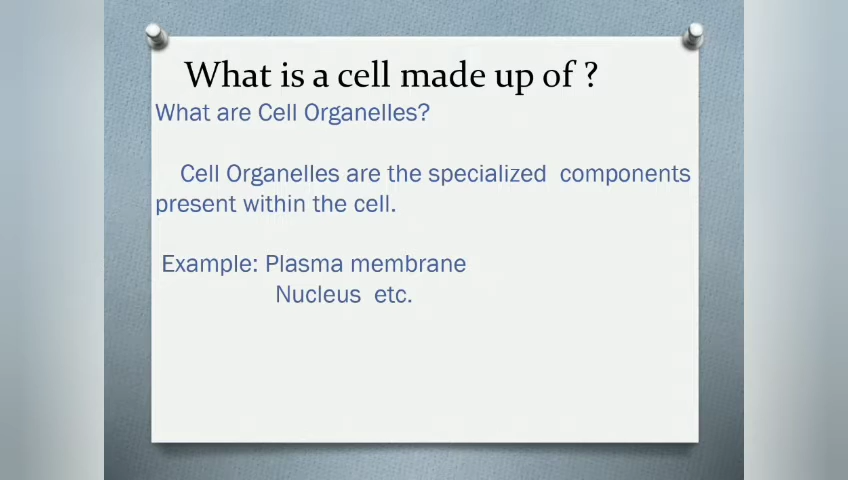 What is a cell made up of ?
What are Cell Organelles?
Cell Organelles are the specialized components
present within the cell.
Example: Plasma membrane
Nucleus etc.